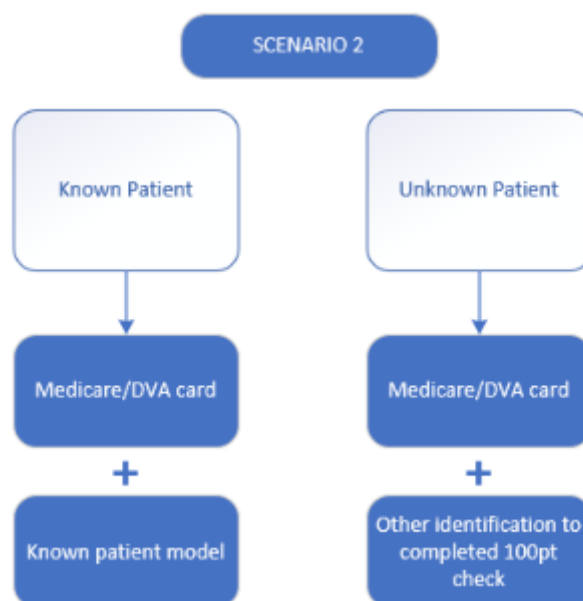 SCENARIO 2
Known Patient
Unknown Patient
Medicare/DVA card
Medicare/DVA card
+
+
Known patient model
Other identification to
completed 100pt
check